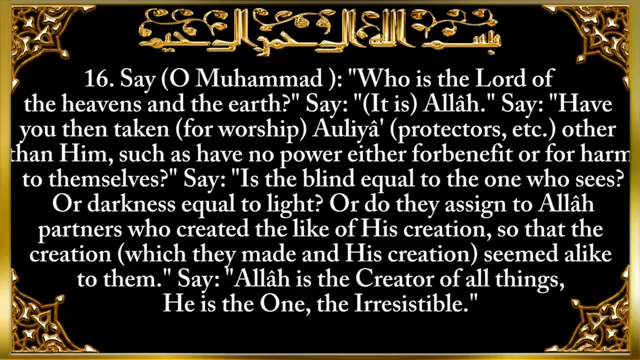 بسم الله الرحمن الرحيم
16. Say (O Muhammad ): "Who is the Lord of
the heavens and the earth?" Say: "(It is) Allâh." Say: "Have
you then taken (for worship) Auliyâ' (protectors, etc.) other
than Him, such as have no power either forbenefit or for harm
to themselves?" Say: "Is the blind equal to the one who sees?
Or darkness equal to light? Or do they assign to Allâh
partners who created the like of His creation, so that the
creation (which they made and His creation) seemed alike
to them." Say: "Allâh is the Creator of all things,
He is the One, the Irresistible."